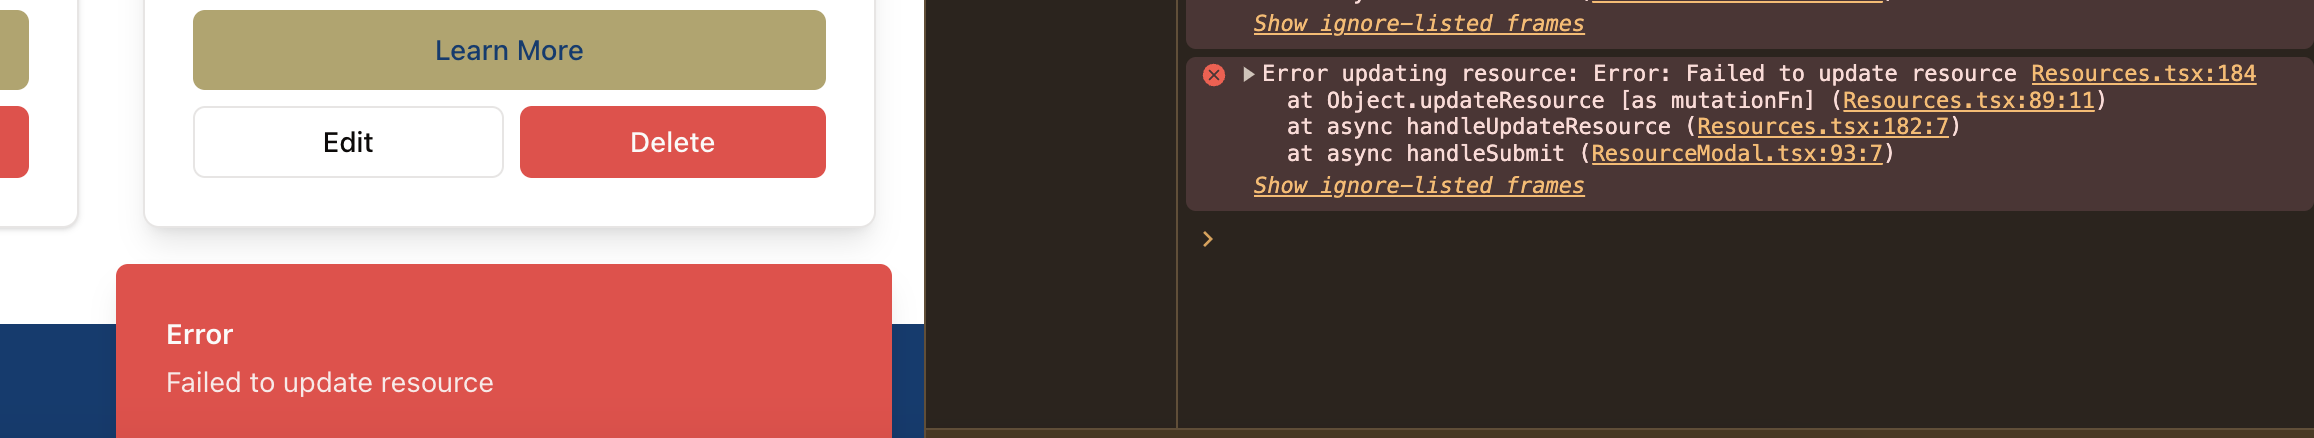 Learn More
Edit
Delete
Error
Failed to update resource
Show ignore-listed frames
Error updating resource: Error: Failed to update resource Resources.tsx:184
at Object.updateResource [as mutationFn] (Resources.tsx:89:11)
at async handleUpdateResource (Resources.tsx:182:7)
at async handleSubmit (ResourceModal.tsx:93:7)
Show ignore-listed frames